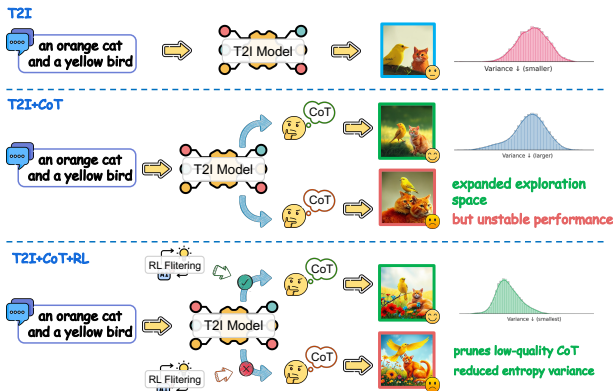 T2I
an orange cat
and a yellow bird
T2I Model
Variance ↓ (smaller)
T2I+CoT
an orange cat
and a yellow bird
T2I Model
CoT
CoT
Variance ↓ (larger)
expanded exploration
space
but unstable performance
T2I+CoT+RL
RL Flitering
an orange cat
and a yellow bird
T2I Model
CoT
CoT
RL Flitering
Variance ↓ (smallest)
prunes low-quality CoT
reduced entropy variance